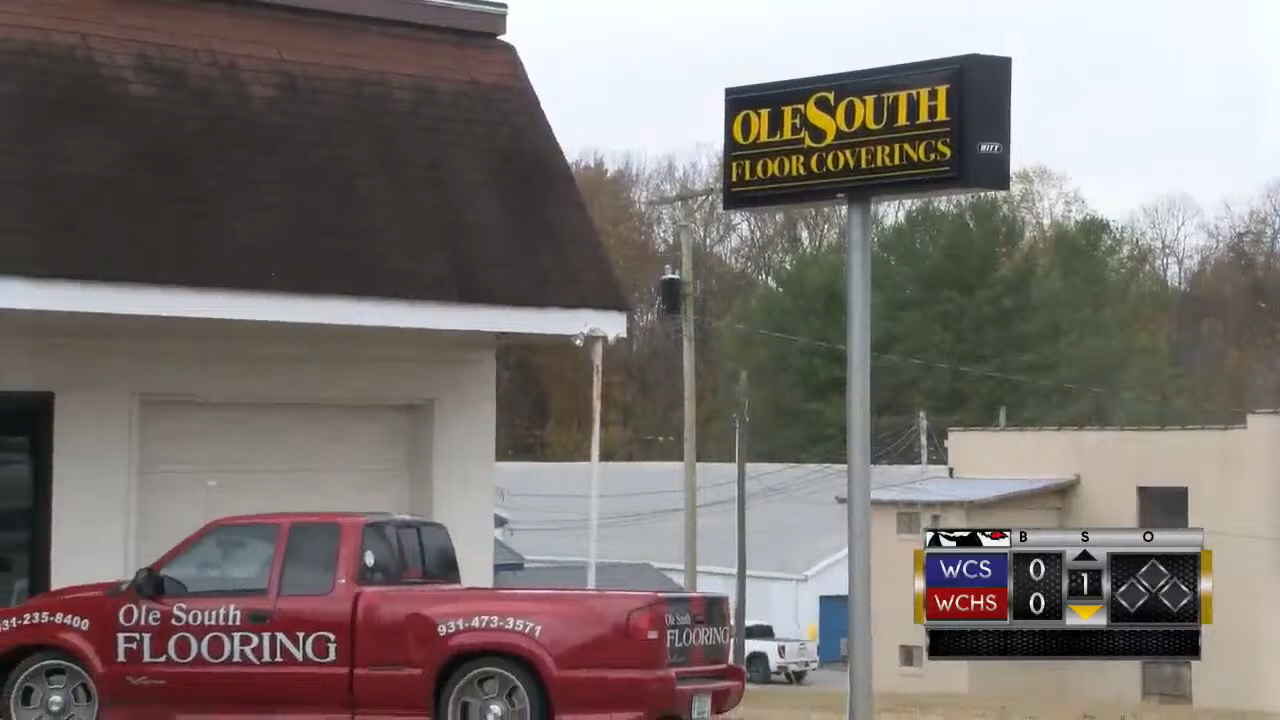 OLE SOUTH
FLOOR COVERINGS
WITT
931-235-8400
Ole South
FLOORING
931-473-3571
Ole South
FLOORING
B S O
WCS 0
WCHS 0
1